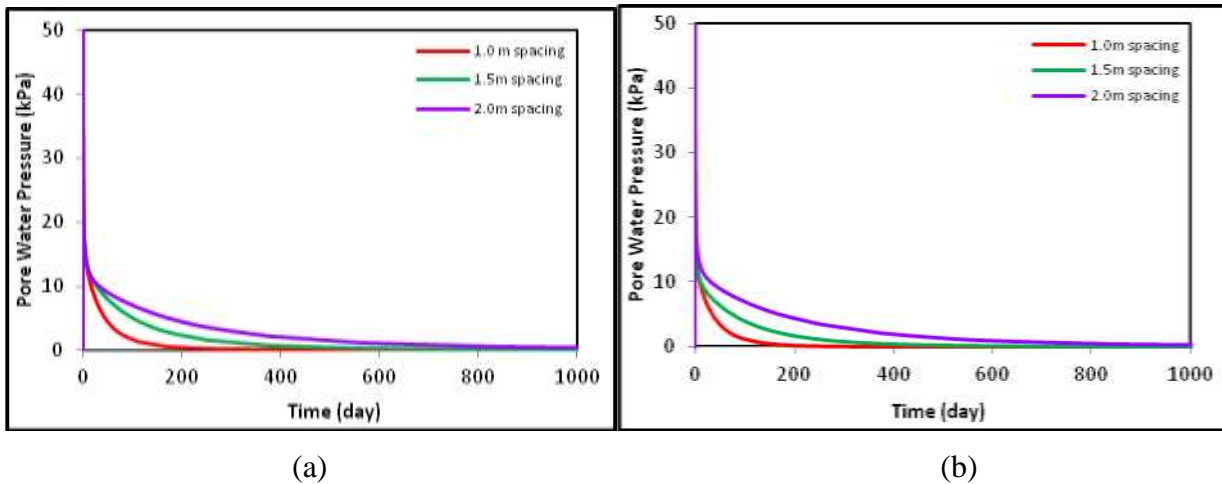 50
40
30
20
10
0
Pore Water Pressure (kPa)
1.0 m spacing
1.5m spacing
2.0m spacing
0 200 400 600 800 1000
Time (day)
(a)
50
40
30
20
10
0
Pore Water Pressure (kPa)
1.0m spacing
1.5m spacing
2.0m spacing
0 200 400 600 800 1000
Time (day)
(b)